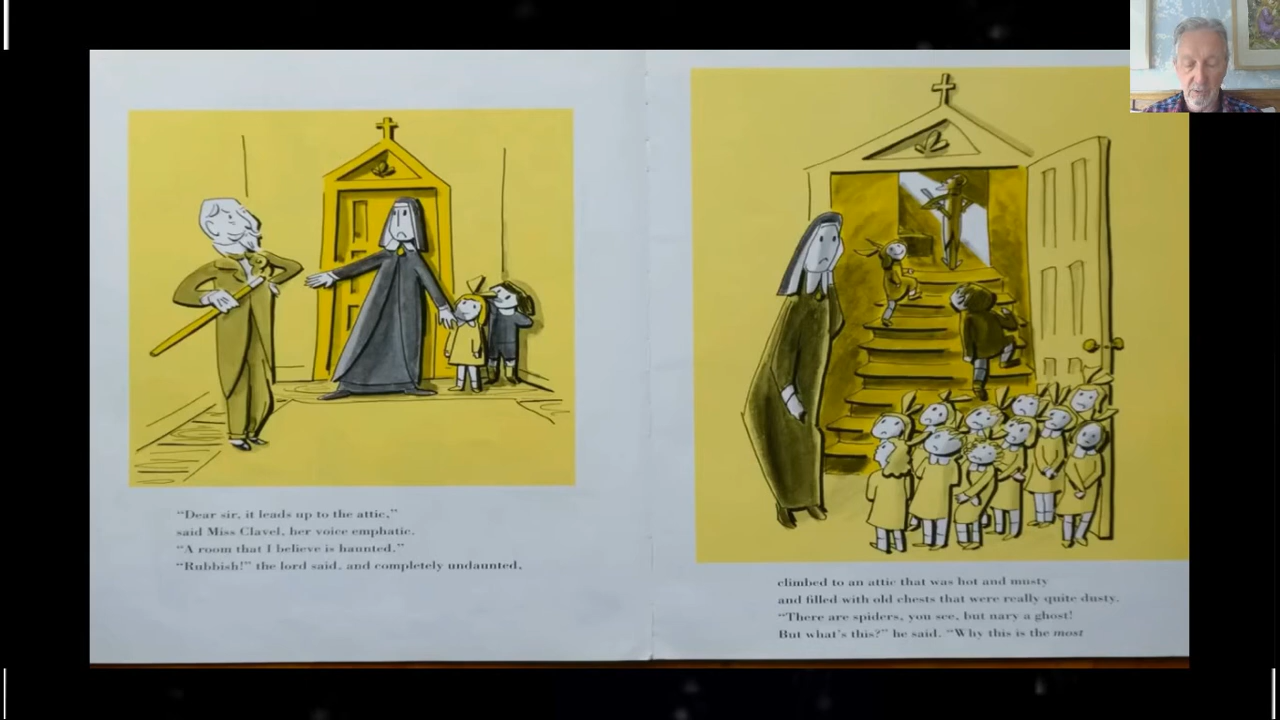 "Dear sir, it leads up to the attic,"
said Miss Clavel, her voice emphatic.
"A room that I believe is haunted."
"Rubbish!" the lord said, and completely undaunted,
climbed to an attic that was hot and musty
and filled with old chests that were really quite dusty.
"There are spiders, you see, but nary a ghost!
But what's this?" he said. "Why this is the most